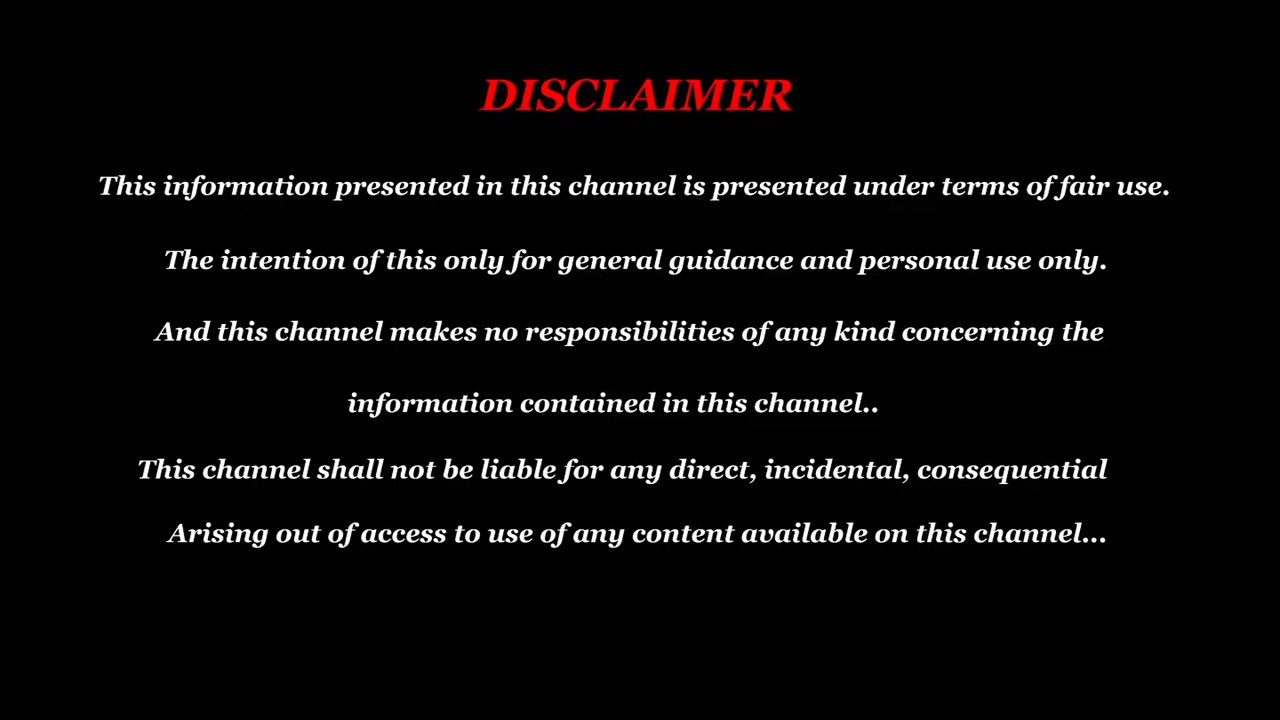 DISCLAIMER
This information presented in this channel is presented under terms of fair use.
The intention of this only for general guidance and personal use only.
And this channel makes no responsibilities of any kind concerning the
information contained in this channel..
This channel shall not be liable for any direct, incidental, consequential
Arising out of access to use of any content available on this channel...